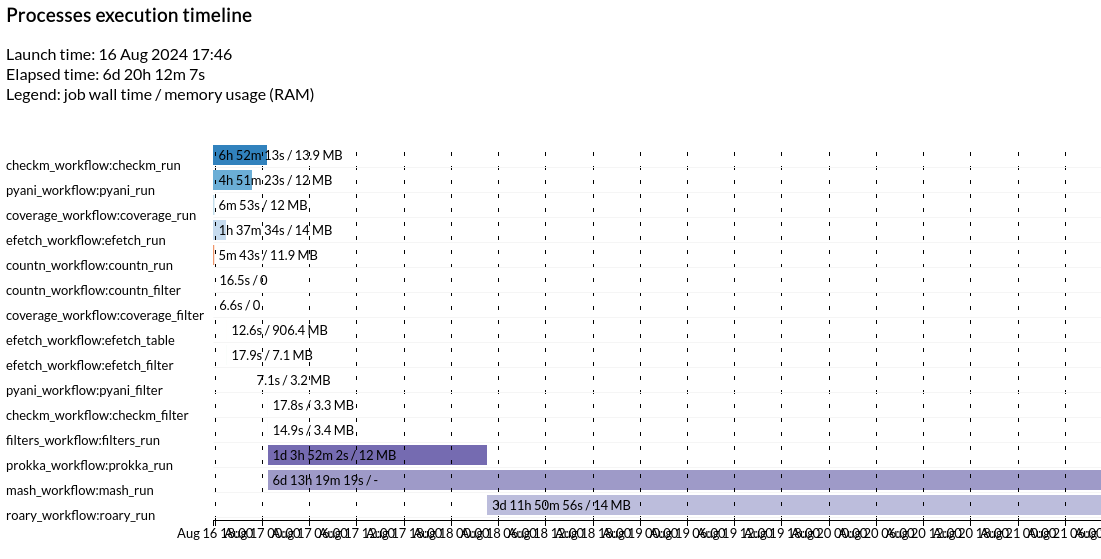 Processes execution timeline
Launch time: 16 Aug 2024 17:46
Elapsed time: 6d 20h 12m 7s
Legend: job wall time / memory usage (RAM)
6h 52m 13s / 13.9 MB
checkm_workflow:checkm_run
4h 51m 23s / 12 MB
pyani_workflow:pyani_run
6m 53s / 12 MB
coverage_workflow:coverage_run
1h 37m 34s / 14 MB
efetch_workflow:efetch_run
5m 43s / 11.9 MB
countn_workflow:countn_run
16.5s / 0
countn_workflow:countn_filter
6.6s / 0
coverage_workflow:coverage_filter
12.6s / 906.4 MB
efetch_workflow:efetch_table
17.9s / 7.1 MB
efetch_workflow:efetch_filter
7.1s / 3.2 MB
pyani_workflow:pyani_filter
17.8s / 3.3 MB
checkm_workflow:checkm_filter
14.9s / 3.4 MB
filters_workflow:filters_run
1d 3h 52m 2s / 12 MB
prokka_workflow:prokka_run
6d 13h 19m 19s / -
mash_workflow:mash_run
3d 11h 50m 56s / 14 MB
roary_workflow:roary_run
Aug 16 18:00